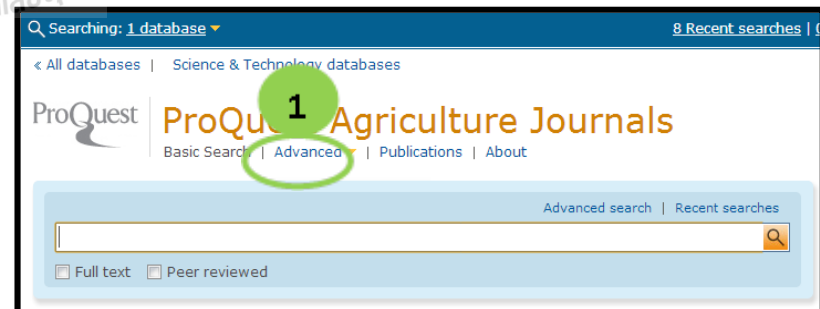 Searching: 1 database 8 Recent searches |
« All databases | Science & Technology databases
ProQuest
1
Agriculture Journals
Basic Search | Advanced | Publications | About
Advanced search | Recent searches
Full text Peer reviewed